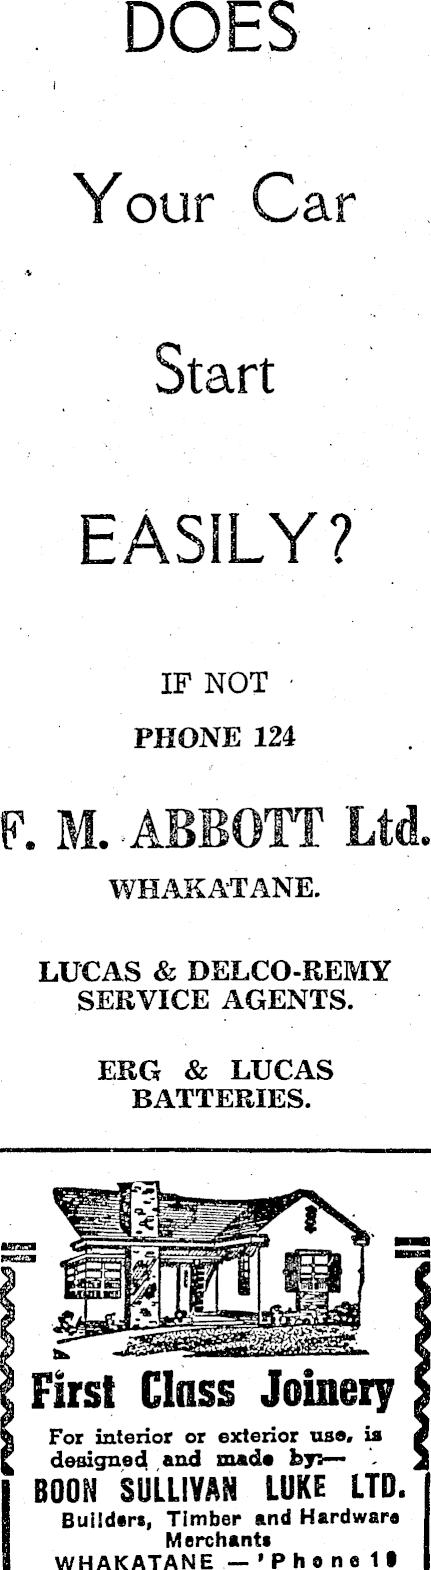 DOES
Your Car
Start
EASILY?
IF NOT
PHONE 124
F. M. ABBOTT Ltd.
WHAKATANE.
LUCAS & DELCO-REMY
SERVICE AGENTS.
ERG & LUCAS
BATTERIES.
First Class Joinery
For interior or exterior use, is
designed and made by:—
BOON SULLIVAN LUKE LTD.
Builders, Timber and Hardware
Merchants
WHAKATANE — 'Phone